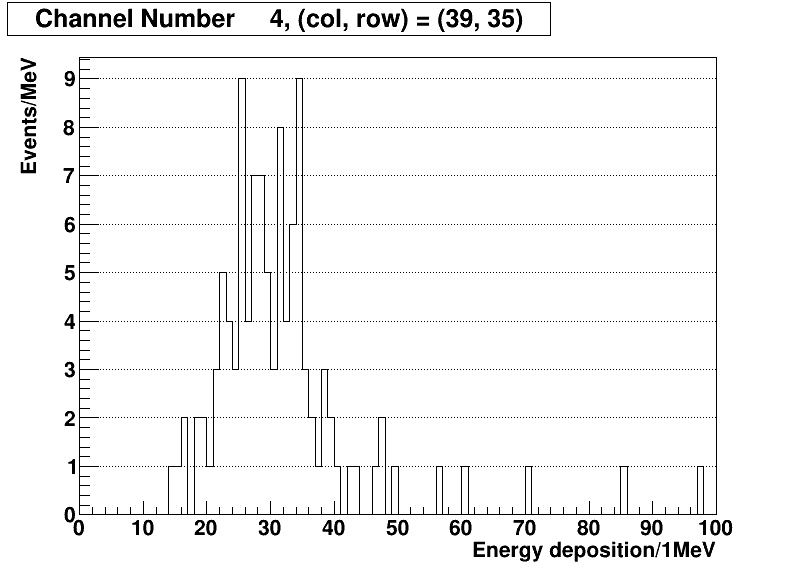 Channel Number 4, (col, row) = (39, 35)
Events/MeV
9
8
7
6
5
4
3
2
1
0
0 10 20 30 40 50 60 70 80 90 100
Energy deposition/1MeV